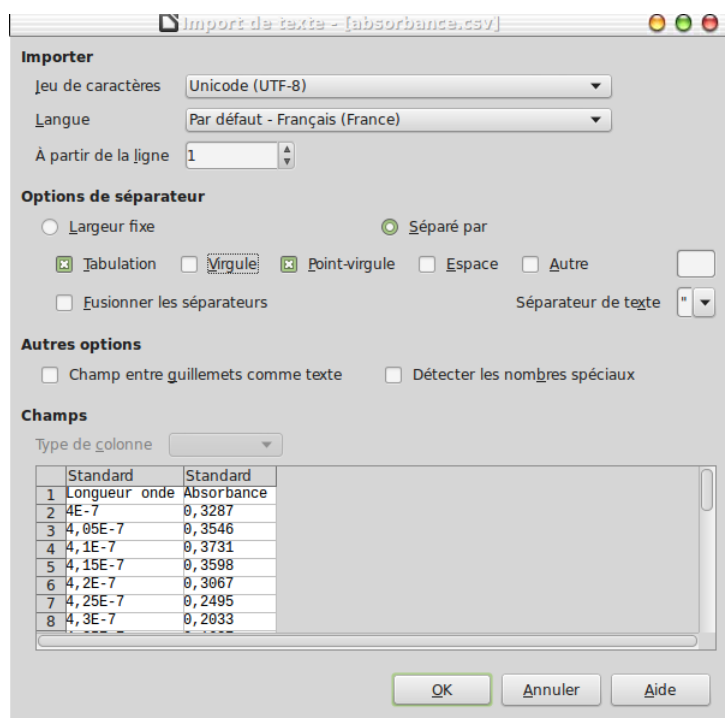 Import de texte - [absorbance.csv]
Importer
Jeu de caractères Unicode (UTF-8)
Langue Par défaut - Français (France)
À partir de la ligne 1
Options de séparateur
Largeur fixe Séparé par
Tabulation Virgule Point-virgule Espace Autre
Fusionner les séparateurs Séparateur de texte "
Autres options
Champ entre guillemets comme texte Détecter les nombres spéciaux
Champs
Type de colonne
Standard Standard
1 Longueur onde Absorbance
2 4E-7 0,3287
3 4,05E-7 0,3546
4 4,1E-7 0,3731
5 4,15E-7 0,3598
6 4,2E-7 0,3067
7 4,25E-7 0,2495
8 4,3E-7 0,2033
OK Annuler Aide